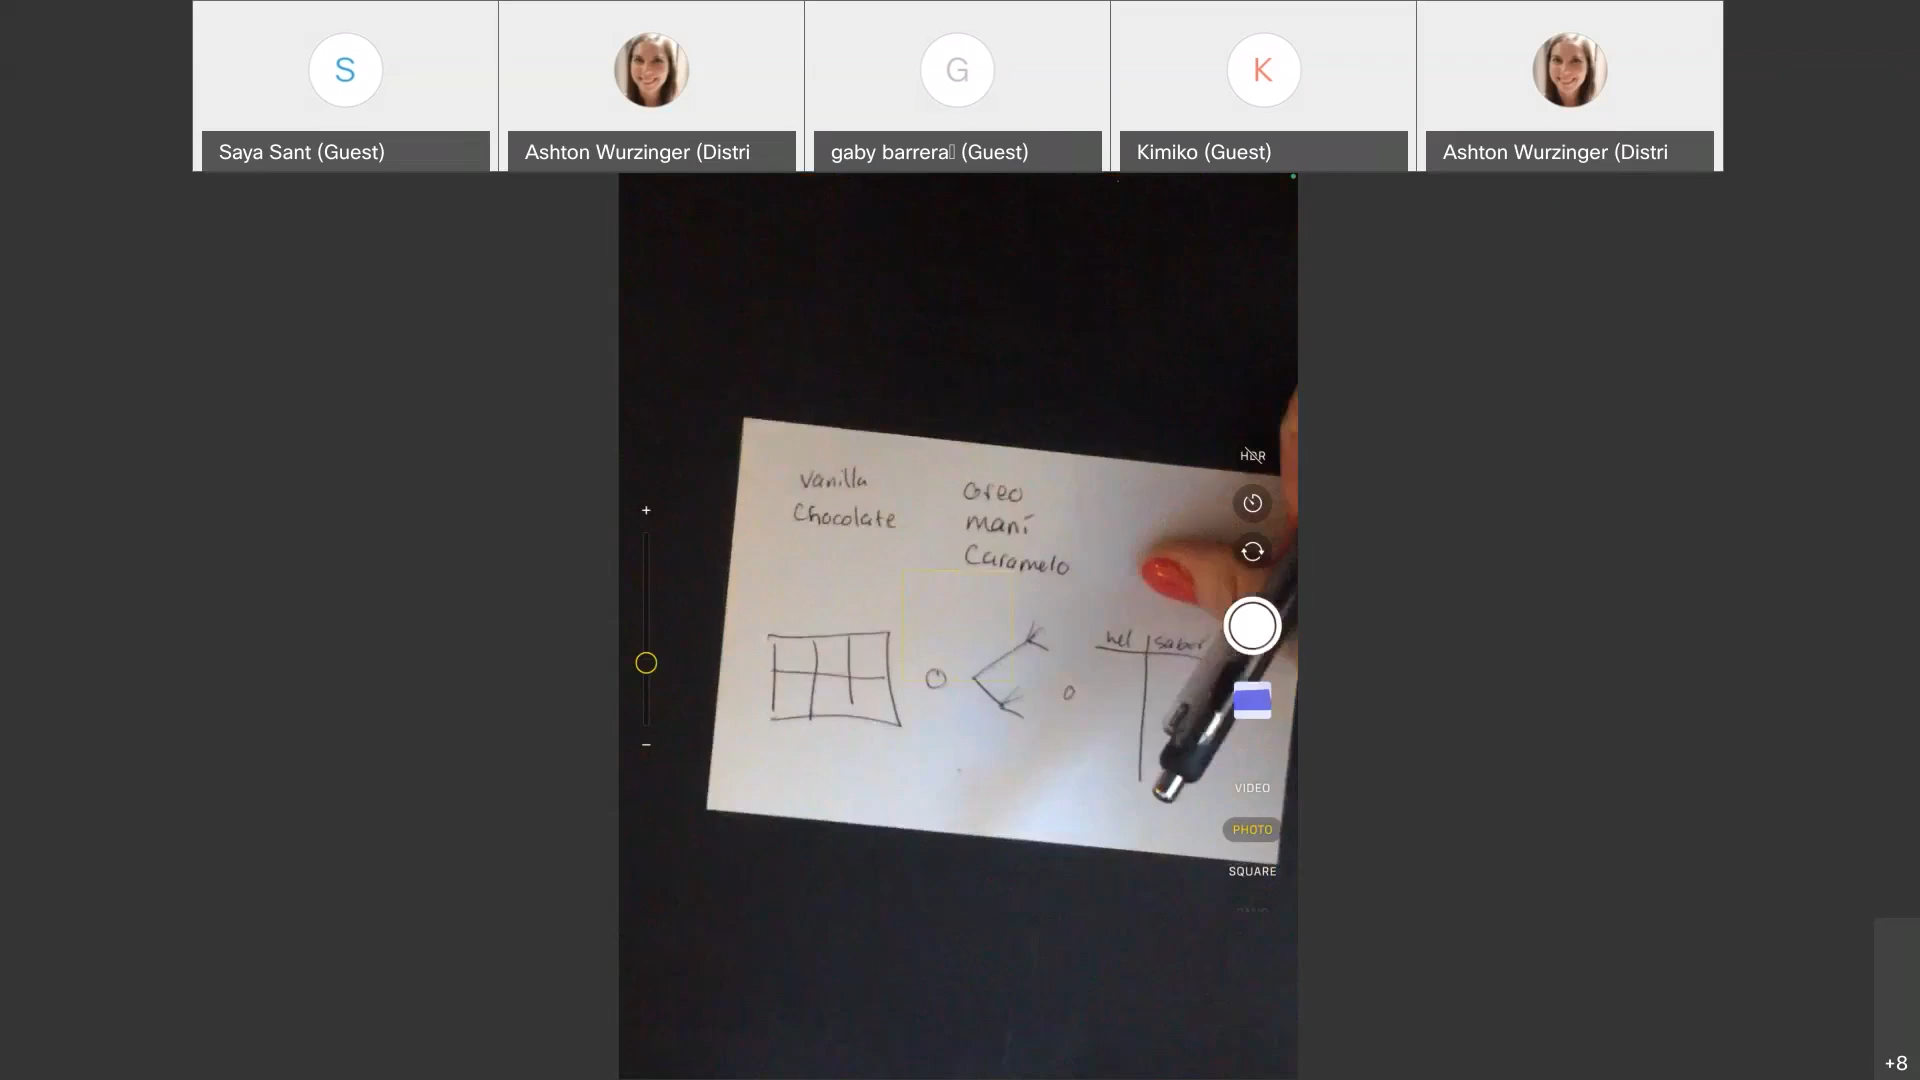 S
G
K
Saya Sant (Guest)
Ashton Wurzinger (Distri
gaby barrera (Guest)
Kimiko (Guest)
Ashton Wurzinger (Distri
HDR
vanilla
Chocolate
oreo
maní
Caramelo
hel sabor
VIDEO
PHOTO
SQUARE
+8